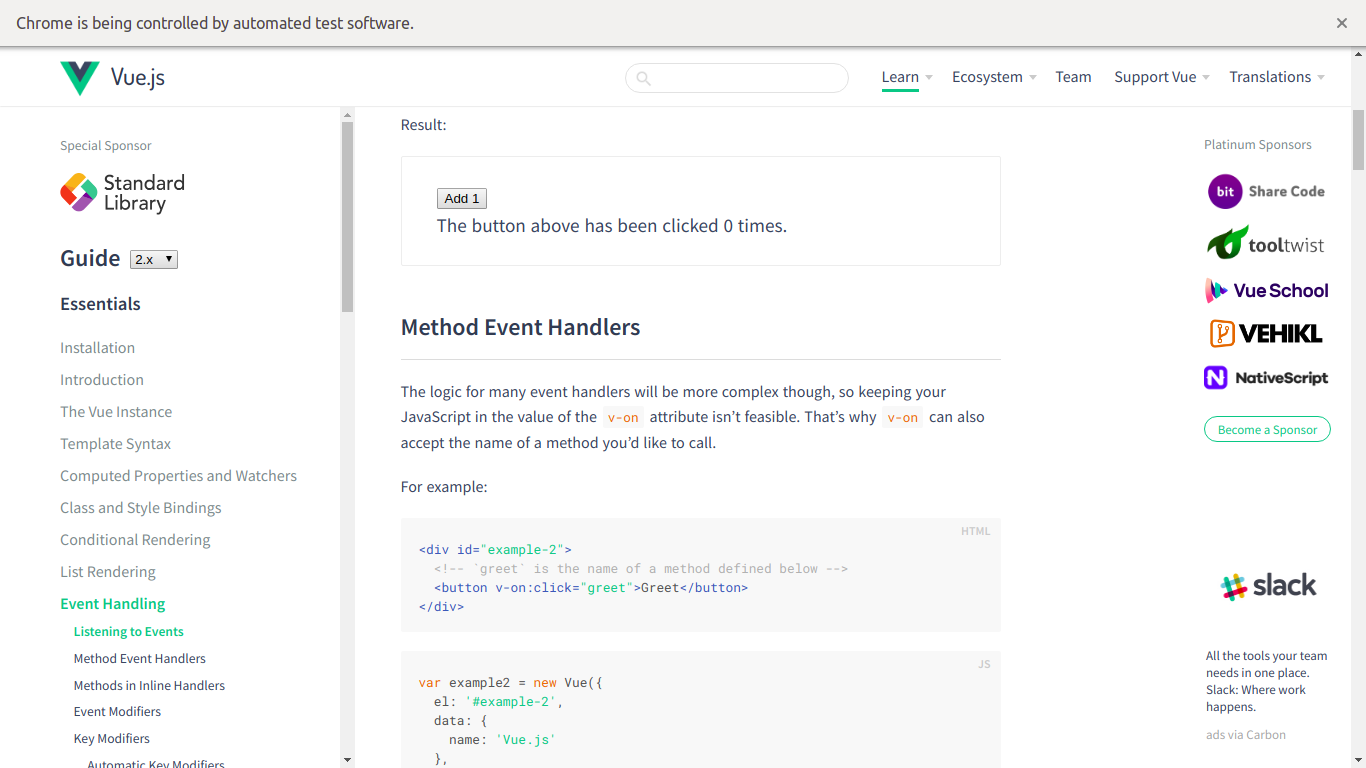 Chrome is being controlled by automated test software.
Vue.js
Learn
Ecosystem
Team
Support Vue
Translations
Special Sponsor
Standard
Library
Guide
2.x
Essentials
Installation
Introduction
The Vue Instance
Template Syntax
Computed Properties and Watchers
Class and Style Bindings
Conditional Rendering
List Rendering
Event Handling
Listening to Events
Method Event Handlers
Methods in Inline Handlers
Event Modifiers
Key Modifiers
Automatic Key Modifiers
Result:
Add 1
The button above has been clicked 0 times.
Method Event Handlers
The logic for many event handlers will be more complex though, so keeping your
JavaScript in the value of the v-on attribute isn’t feasible. That’s why v-on can also
accept the name of a method you’d like to call.
For example:
HTML
<div id="example-2">
<!-- `greet` is the name of a method defined below -->
<button v-on:click="greet">Greet</button>
</div>
JS
var example2 = new Vue({
el: '#example-2',
data: {
name: 'Vue.js'
},
Platinum Sponsors
bit Share Code
tooltwist
Vue School
VEHIKL
NativeScript
Become a Sponsor
slack
All the tools your team
needs in one place.
Slack: Where work
happens.
ads via Carbon